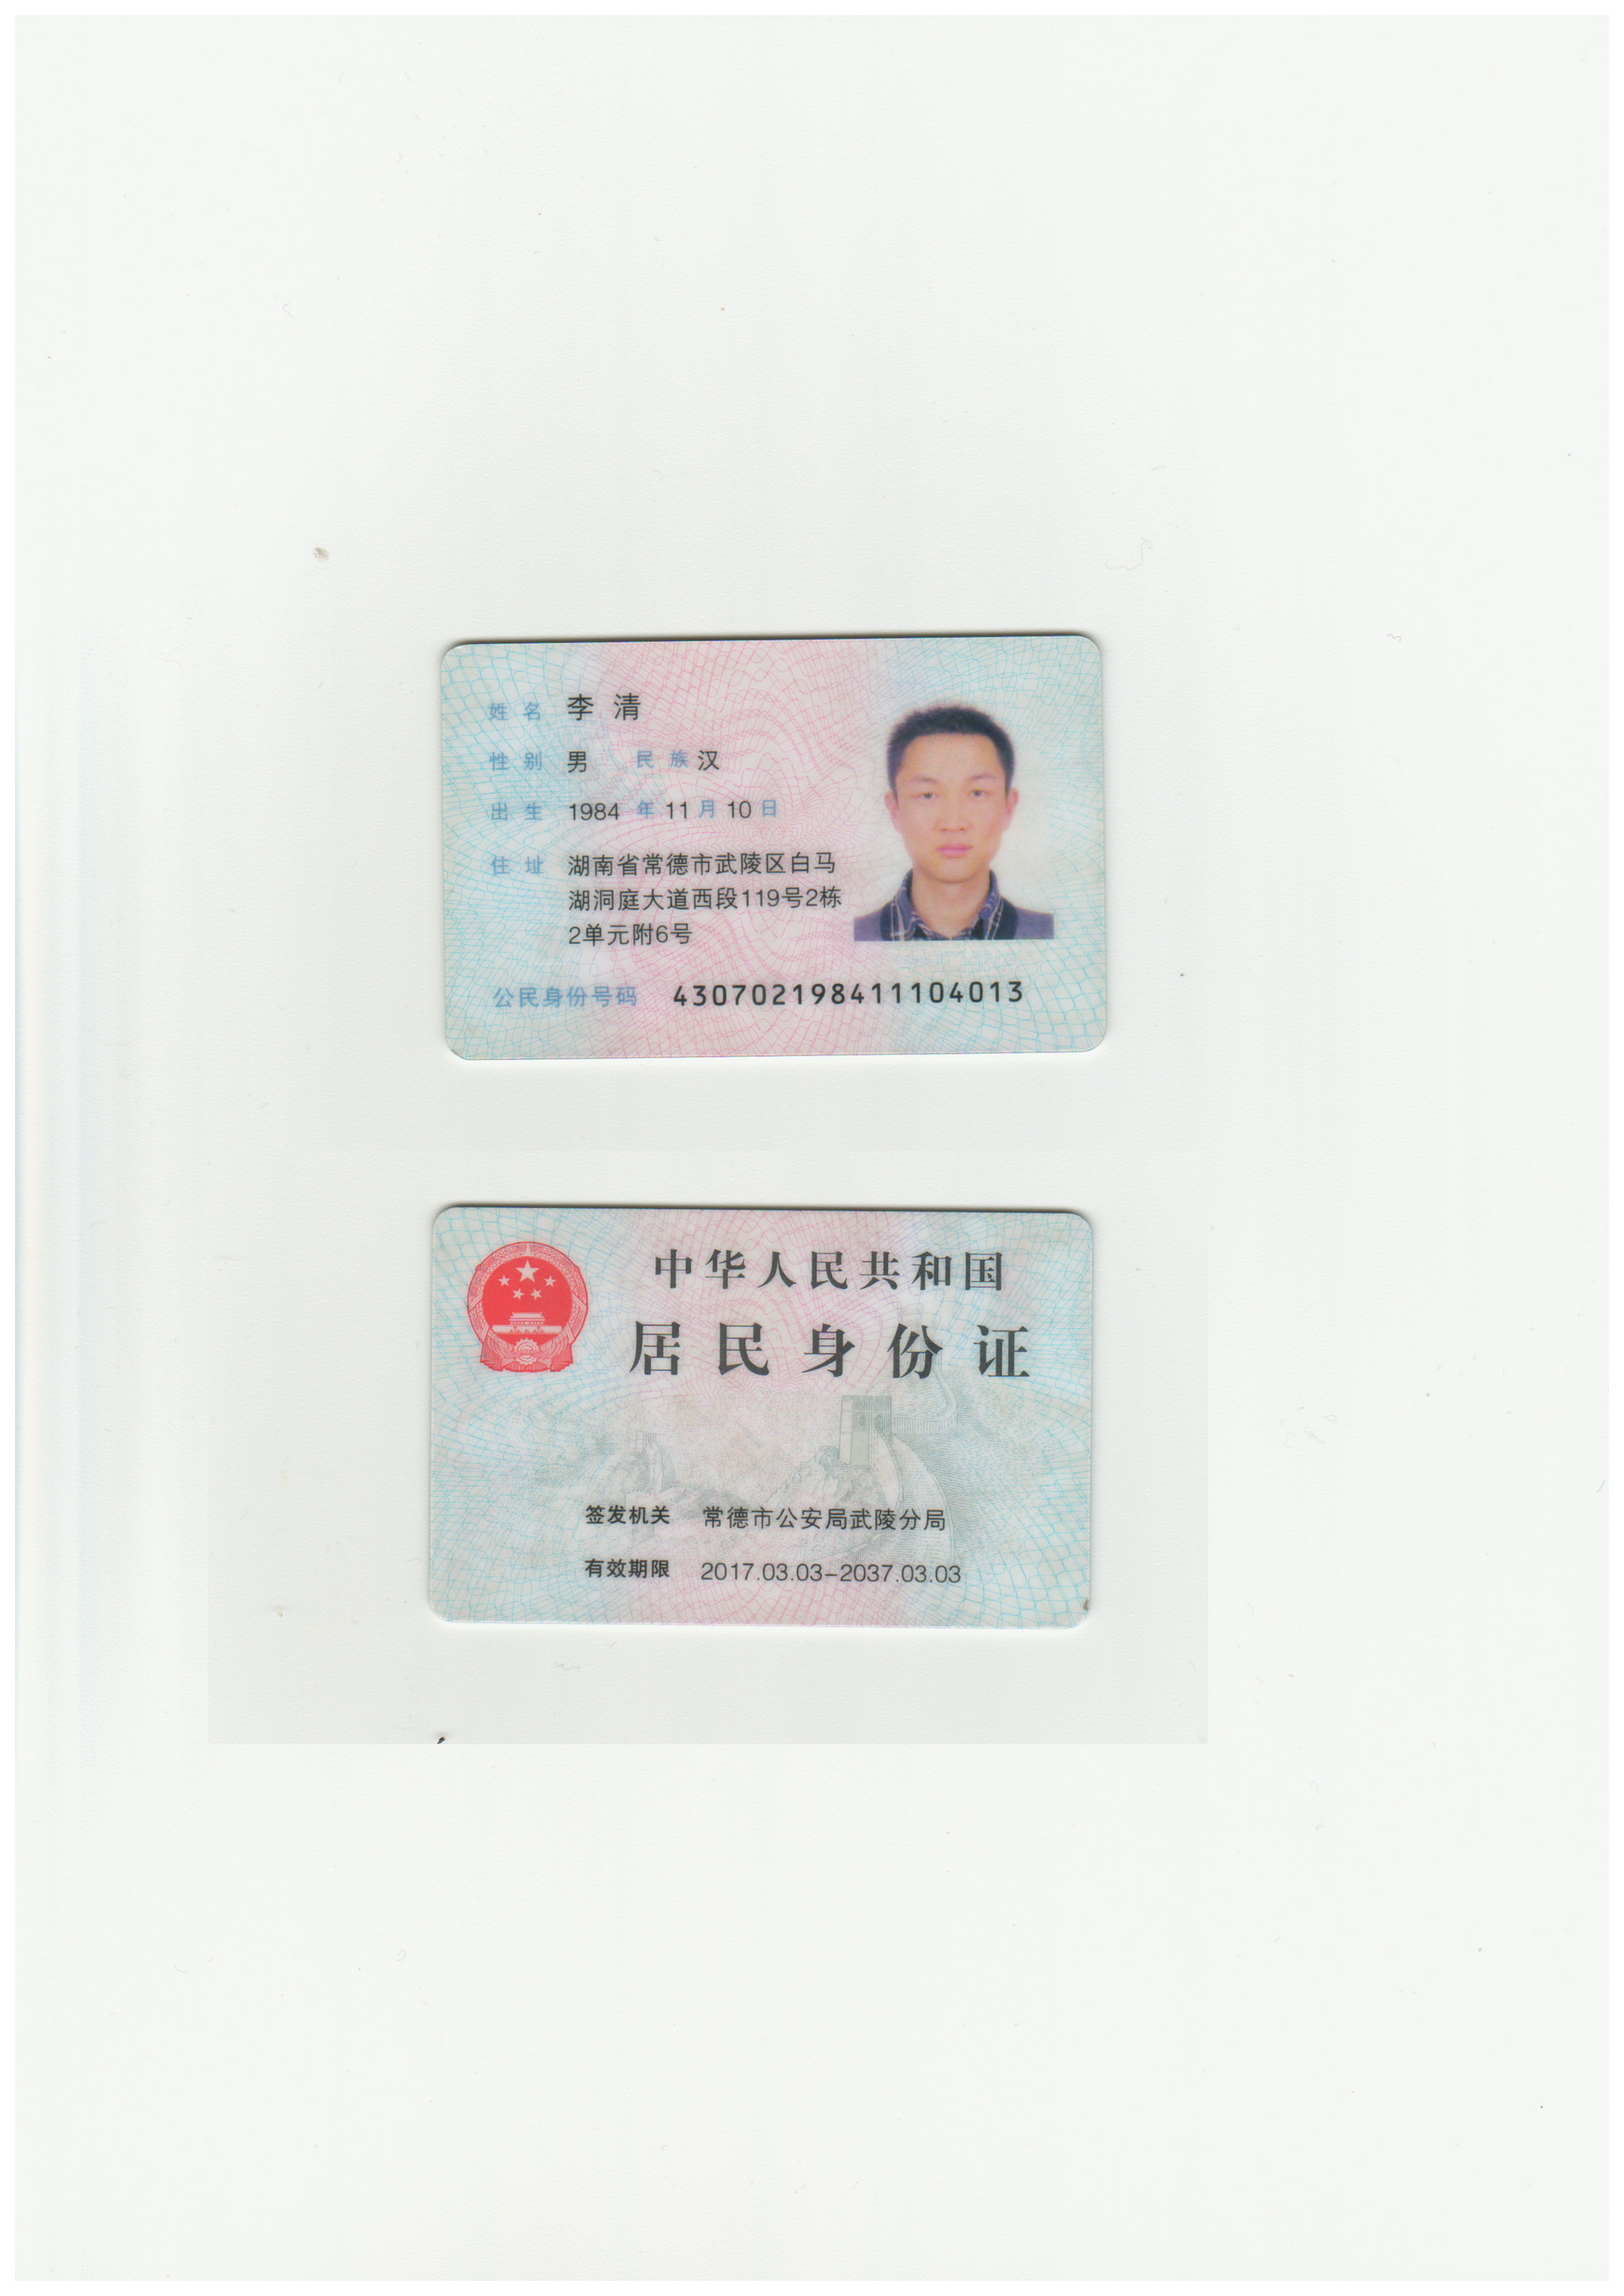 姓名 李清
性别 男 民族 汉
出生 1984 年 11 月 10 日
住址 湖南省常德市武陵区白马
湖洞庭大道西段119号2栋
2单元附6号
公民身份号码 430702198411104013
中华人民共和国
居民身份证
签发机关 常德市公安局武陵分局
有效期限 2017.03.03-2037.03.03